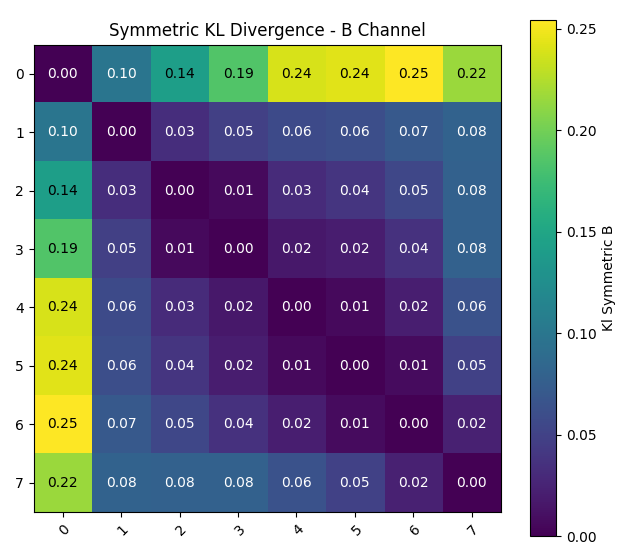 Symmetric KL Divergence - B Channel
0 0.00 0.10 0.14 0.19 0.24 0.24 0.25 0.22
1 0.10 0.00 0.03 0.05 0.06 0.06 0.07 0.08
2 0.14 0.03 0.00 0.01 0.03 0.04 0.05 0.08
3 0.19 0.05 0.01 0.00 0.02 0.02 0.04 0.08
4 0.24 0.06 0.03 0.02 0.00 0.01 0.02 0.06
5 0.24 0.06 0.04 0.02 0.01 0.00 0.01 0.05
6 0.25 0.07 0.05 0.04 0.02 0.01 0.00 0.02
7 0.22 0.08 0.08 0.08 0.06 0.05 0.02 0.00
0 1 2 3 4 5 6 7
0.25
0.20
0.15
0.10
0.05
0.00
Kl Symmetric B